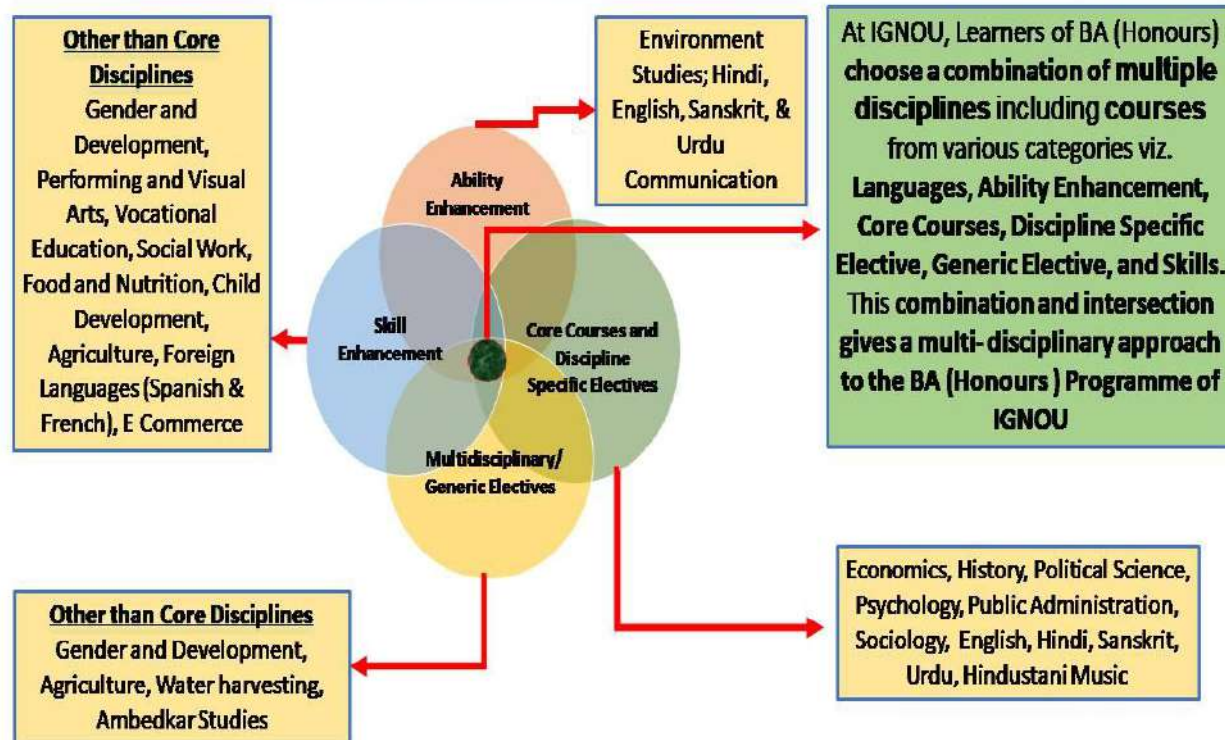 Other than Core
Disciplines
Gender and
Development,
Performing and Visual
Arts, Vocational
Education, Social Work,
Food and Nutrition, Child
Development,
Agriculture, Foreign
Languages (Spanish &
French), E Commerce
Environment
Studies; Hindi,
English, Sanskrit, &
Urdu
Communication
At IGNOU, Learners of BA (Honours)
choose a combination of multiple
disciplines including courses
from various categories viz.
Languages, Ability Enhancement,
Core Courses, Discipline Specific
Elective, Generic Elective, and Skills.
This combination and intersection
gives a multi- disciplinary approach
to the BA (Honours ) Programme of
IGNOU
Ability
Enhancement
Skill
Enhancement
Core Courses and
Discipline
Specific Electives
Multidisciplinary/
Generic Electives
Other than Core Disciplines
Gender and Development,
Agriculture, Water harvesting,
Ambedkar Studies
Economics, History, Political Science,
Psychology, Public Administration,
Sociology, English, Hindi, Sanskrit,
Urdu, Hindustani Music